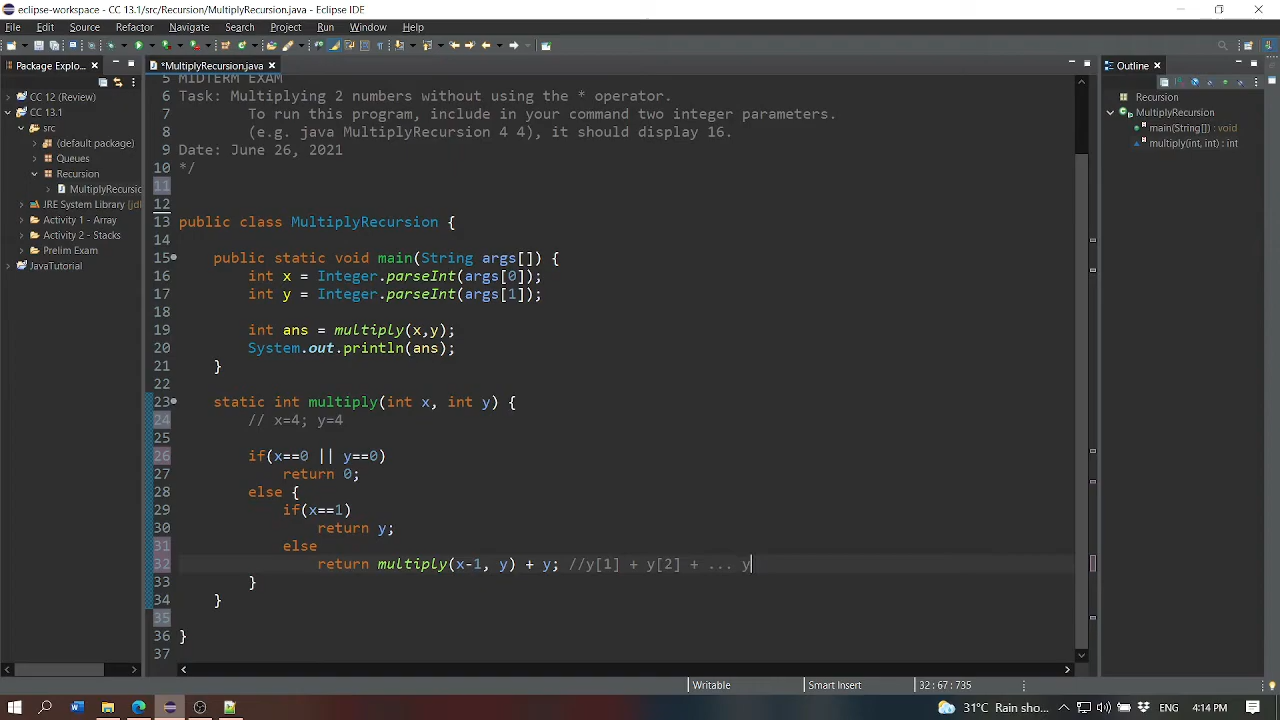 eclipse-workspace - CC 13.1/src/Recursion/MultiplyRecursion.java - Eclipse IDE
File Edit Source Refactor Navigate Search Project Run Window Help
Package Explo...
CC 12 (Review)
CC 13.1
src
(default package)
Queues
Recursion
MultiplyRecursio
JRE System Library [jd
Activity 1 - Array
Activity 2 - Stacks
Prelim Exam
JavaTutorial
*MultiplyRecursion.java
5 MIDTERM EXAM
6 Task: Multiplying 2 numbers without using the * operator.
7 To run this program, include in your command two integer parameters.
8 (e.g. java MultiplyRecursion 4 4), it should display 16.
9 Date: June 26, 2021
10 */
11
12
13 public class MultiplyRecursion {
14
15 public static void main(String args[]) {
16 int x = Integer.parseInt(args[0]);
17 int y = Integer.parseInt(args[1]);
18
19 int ans = multiply(x,y);
20 System.out.println(ans);
21 }
22
23 static int multiply(int x, int y) {
24 // x=4; y=4
25
26 if(x==0 || y==0)
27 return 0;
28 else {
29 if(x==1)
30 return y;
31 else
32 return multiply(x-1, y) + y; //y[1] + y[2] + ... y
33 }
34 }
35
36 }
37
Outline
Recursion
MultiplyRecursion
main(String[]) : void
multiply(int, int) : int
Writable
Smart Insert
32 : 67 : 735
31°C Rain sho...
4:14 PM